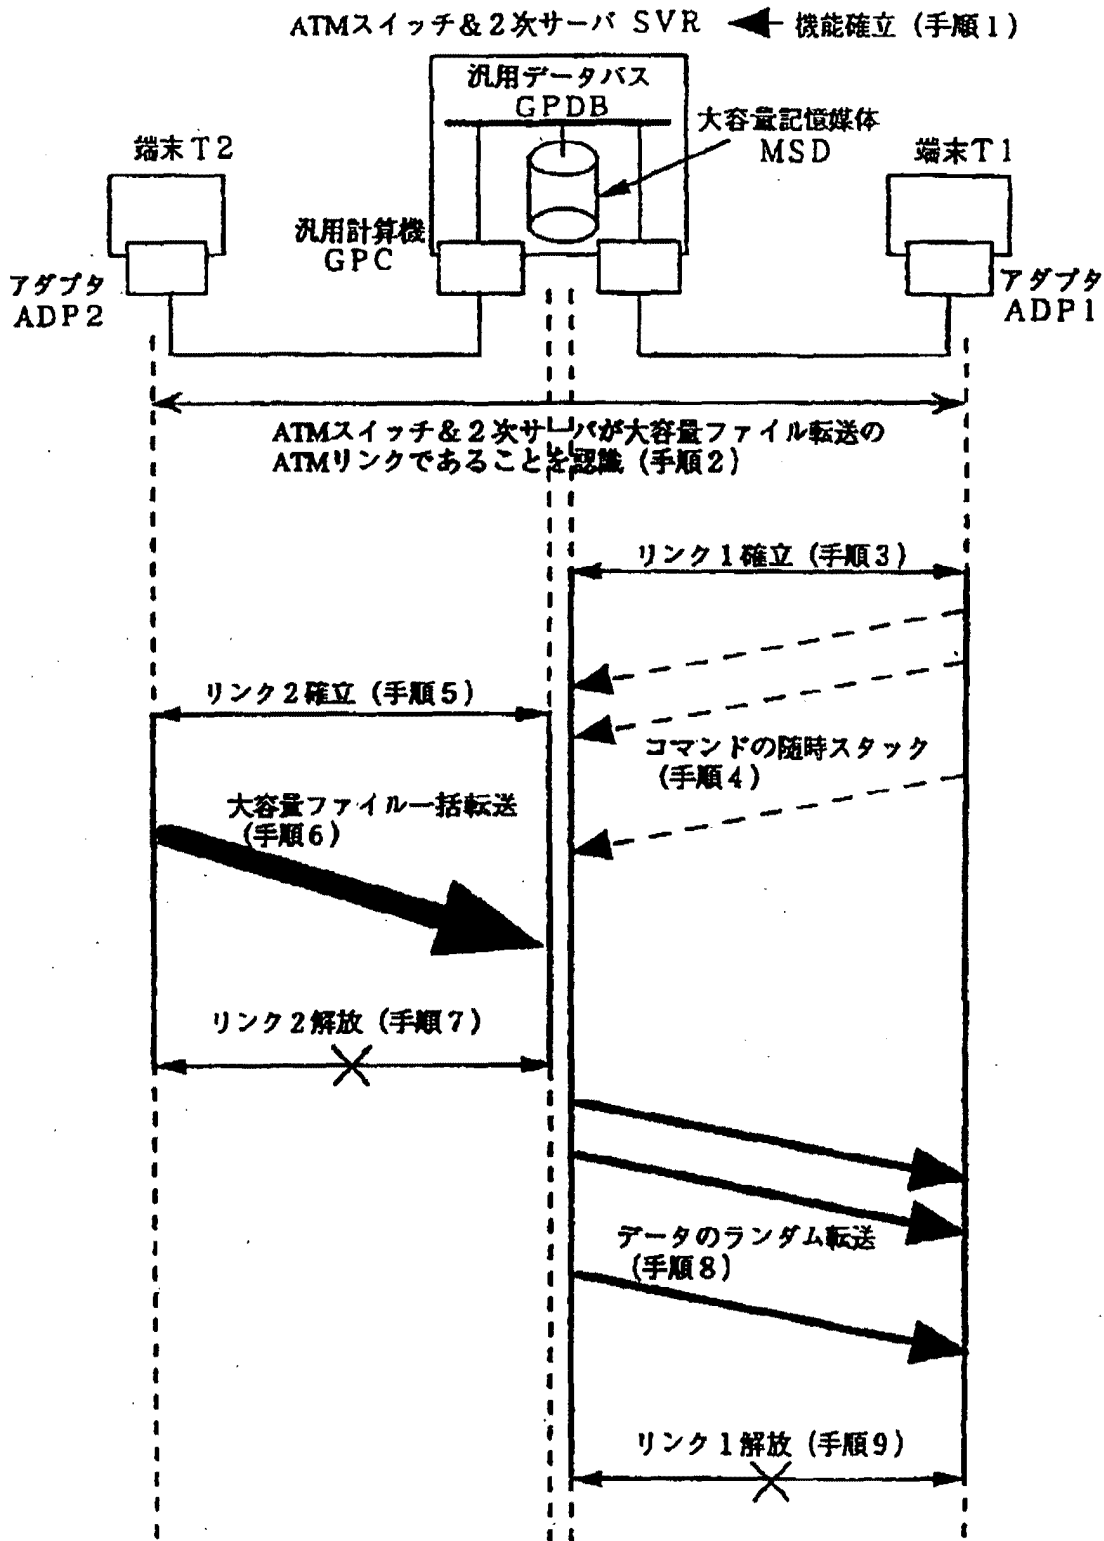 ATMスイッチ&2次サーバ SVR
機能確立(手順1)
汎用データバス
GPDB
大容量記憶媒体
MSD
端末T2
端末T1
汎用計算機
GPC
アダプタ
ADP2
アダプタ
ADP1
ATMスイッチ&2次サーバが大容量ファイル転送の
ATMリンクであることを認識(手順2)
リンク1確立(手順3)
リンク2確立(手順5)
コマンドの随時スタック
(手順4)
大容量ファイル一括転送
(手順6)
リンク2解放(手順7)
データのランダム転送
(手順8)
リンク1解放(手順9)